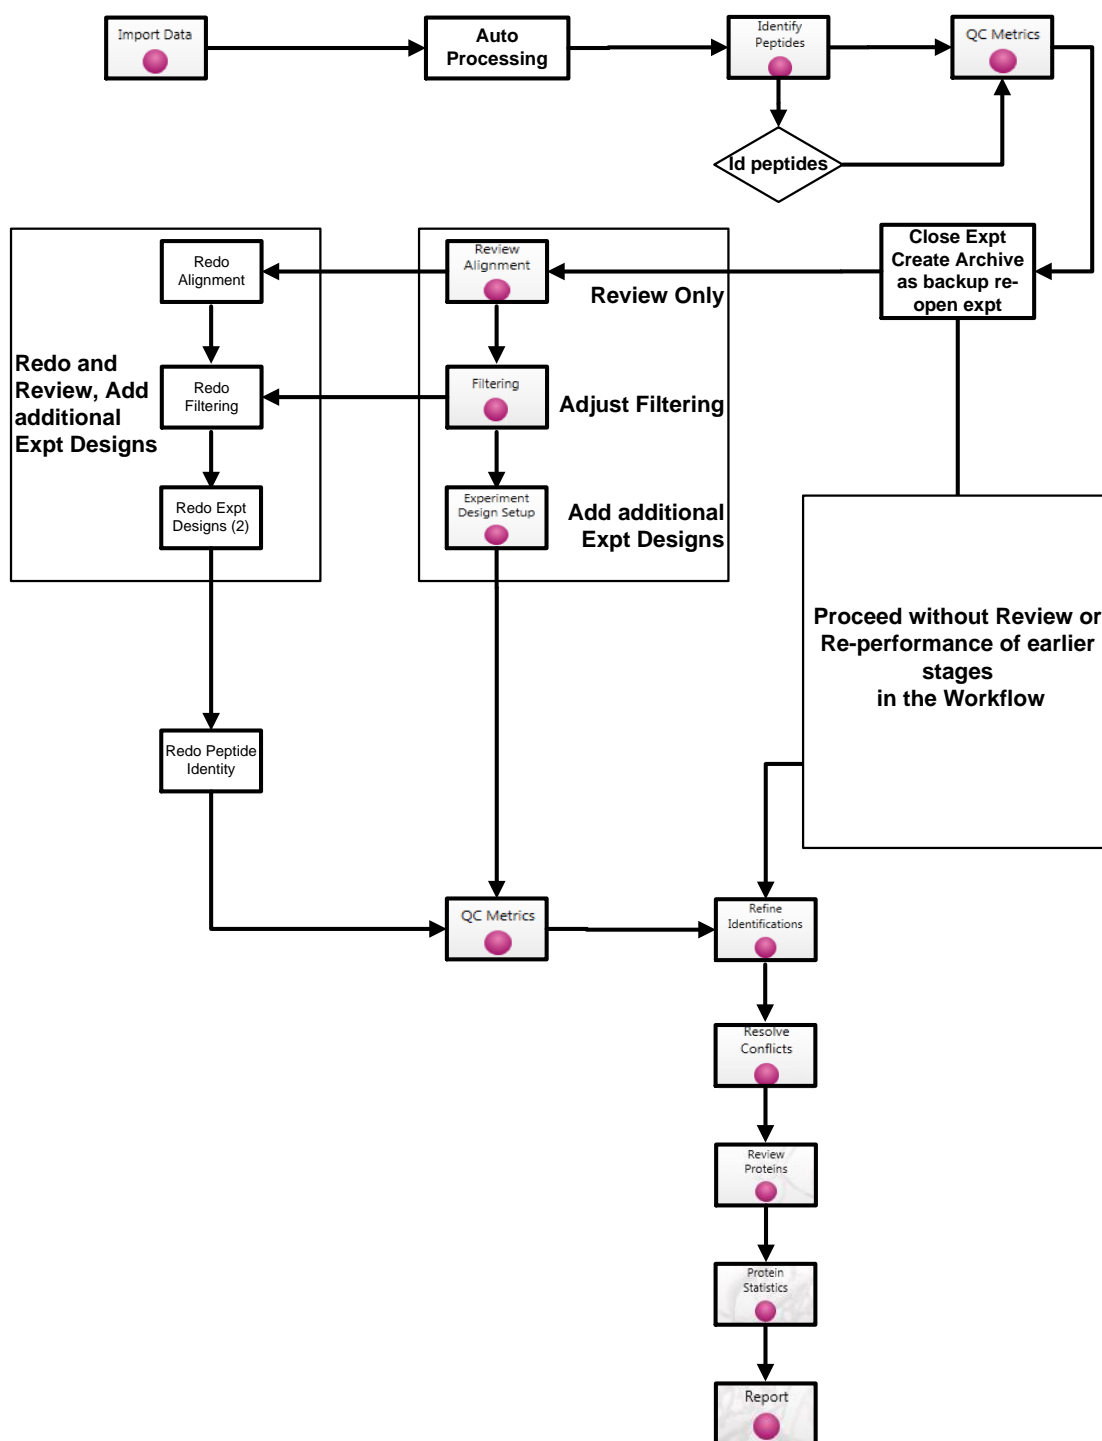 Import Data
Auto
Processing
Identify
Peptides
QC Metrics
Id peptides
Close Expt
Create Archive
as backup re-
open expt
Redo
Alignment
Review
Alignment
Review Only
Redo and
Review, Add
additional
Expt Designs
Redo
Filtering
Filtering
Adjust Filtering
Redo Expt
Designs (2)
Experiment
Design Setup
Add additional
Expt Designs
Proceed without Review or
Re-performance of earlier
stages
in the Workflow
Redo Peptide
Identity
QC Metrics
Refine
Identifications
Resolve
Conflicts
Review
Proteins
Protein
Statistics
Report